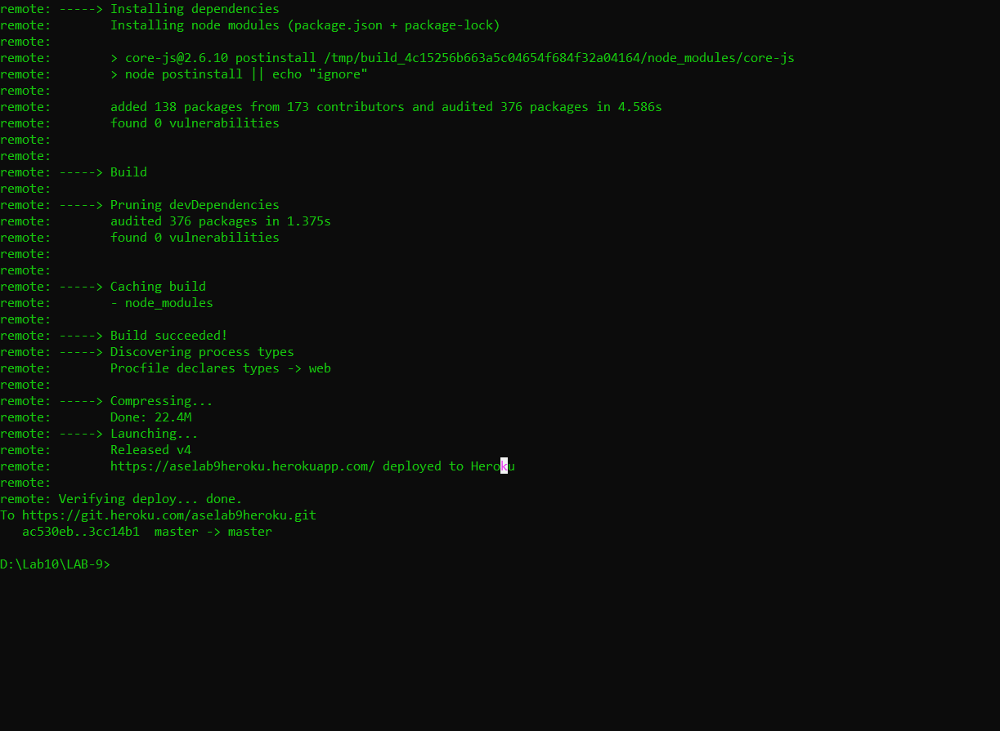 remote: -----> Installing dependencies
remote:        Installing node modules (package.json + package-lock)
remote:
remote:        > core-js@2.6.10 postinstall /tmp/build_4c15256b663a5c04654f684f32a04164/node_modules/core-js
remote:        > node postinstall || echo "ignore"
remote:
remote:        added 138 packages from 173 contributors and audited 376 packages in 4.586s
remote:        found 0 vulnerabilities
remote:
remote:
remote: -----> Build
remote:
remote: -----> Pruning devDependencies
remote:        audited 376 packages in 1.375s
remote:        found 0 vulnerabilities
remote:
remote:
remote: -----> Caching build
remote:        - node_modules
remote:
remote: -----> Build succeeded!
remote: -----> Discovering process types
remote:        Procfile declares types -> web
remote:
remote: -----> Compressing...
remote:        Done: 22.4M
remote: -----> Launching...
remote:        Released v4
remote:        https://aselab9heroku.herokuapp.com/ deployed to Heroku
remote:
remote: Verifying deploy... done.
To https://git.heroku.com/aselab9heroku.git
   ac530eb..3cc14b1  master -> master
D:\Lab10\LAB-9>